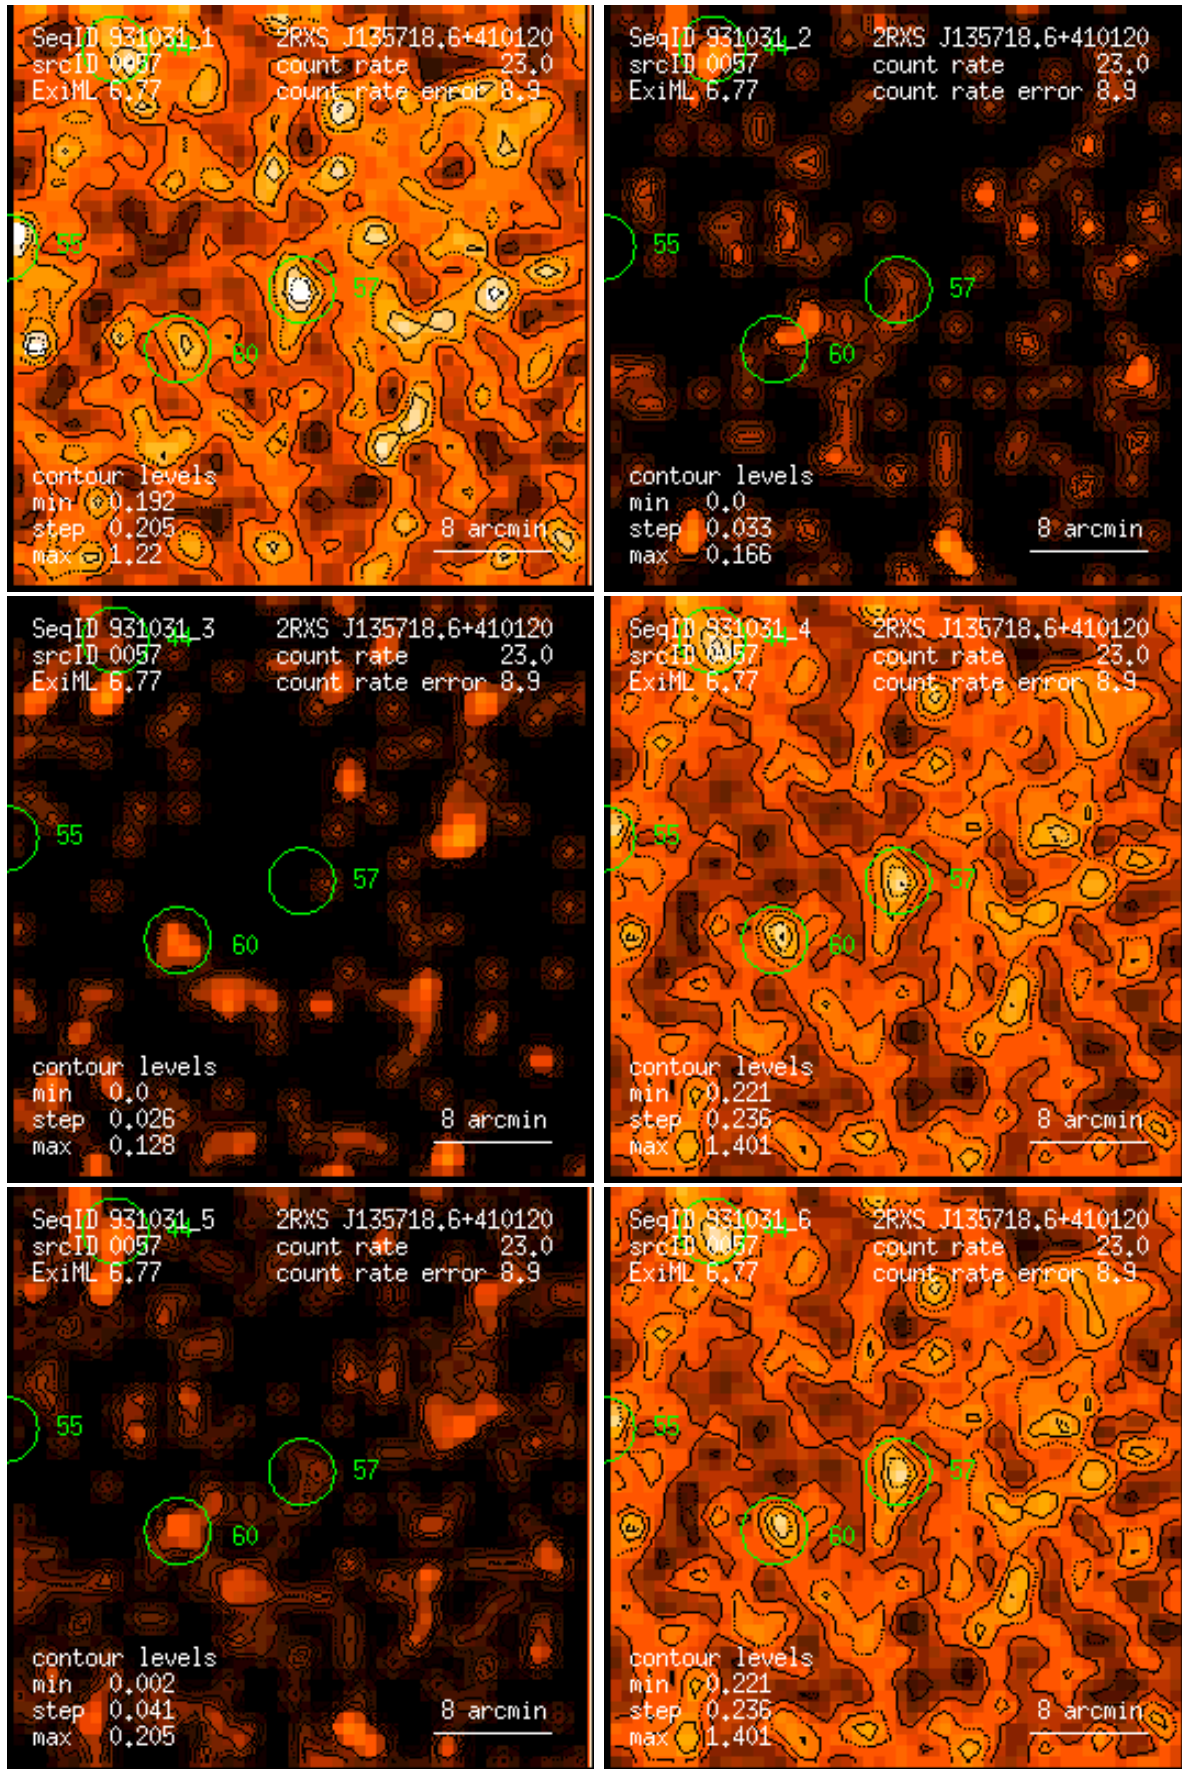 SeqID 931031_1 2RXS J135718.6+410120
44
srcID 0057 count rate 23.0
ExiML 6.77 count rate error 8.9
55
57
60
contour levels
min 0.192
step 0.205 8 arcmin
max 1.22
SeqID 931031_2 2RXS J135718.6+410120
44
srcID 0057 count rate 23.0
ExiML 6.77 count rate error 8.9
55
57
60
contour levels
min 0.0
step 0.033 8 arcmin
max 0.166
SeqID 931031_3 2RXS J135718.6+410120
44
srcID 0057 count rate 23.0
ExiML 6.77 count rate error 8.9
55
57
60
contour levels
min 0.0
step 0.026 8 arcmin
max 0.128
SeqID 931031_4 2RXS J135718.6+410120
44
srcID 0057 count rate 23.0
ExiML 6.77 count rate error 8.9
55
57
60
contour levels
min 0.221
step 0.236 8 arcmin
max 1.401
SeqID 931031_5 2RXS J135718.6+410120
44
srcID 0057 count rate 23.0
ExiML 6.77 count rate error 8.9
55
57
60
contour levels
min 0.002
step 0.041 8 arcmin
max 0.205
SeqID 931031_6 2RXS J135718.6+410120
44
srcID 0057 count rate 23.0
ExiML 6.77 count rate error 8.9
55
57
60
contour levels
min 0.221
step 0.236 8 arcmin
max 1.401